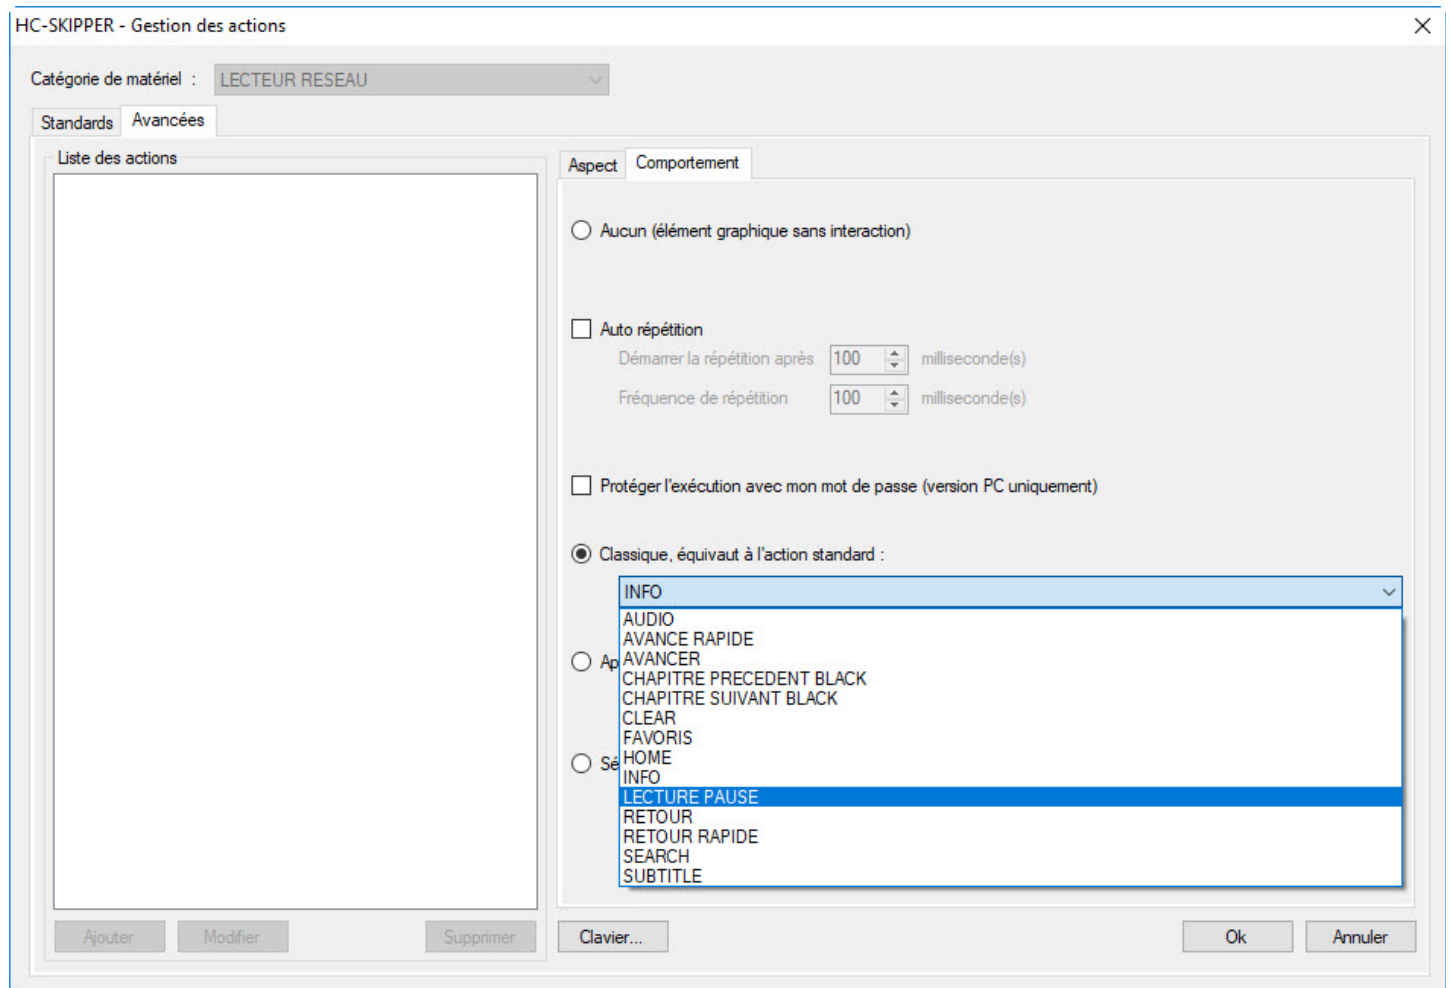 HC-SKIPPER - Gestion des actions
Catégorie de matériel :
LECTEUR RESEAU
Standards
Avancées
Liste des actions
Aspect
Comportement
Aucun (élément graphique sans interaction)
Auto répétition
Démarrer la répétition après 100 milliseconde(s)
Fréquence de répétition 100 milliseconde(s)
Protéger l'exécution avec mon mot de passe (version PC uniquement)
Classique, équivaut à l'action standard :
INFO
AUDIO
AVANCE RAPIDE
Ap
AVANCER
CHAPITRE PRECEDENT BLACK
CHAPITRE SUIVANT BLACK
CLEAR
FAVORIS
Sé
HOME
INFO
LECTURE PAUSE
RETOUR
RETOUR RAPIDE
SEARCH
SUBTITLE
Ajouter
Modifier
Supprimer
Clavier...
Ok
Annuler